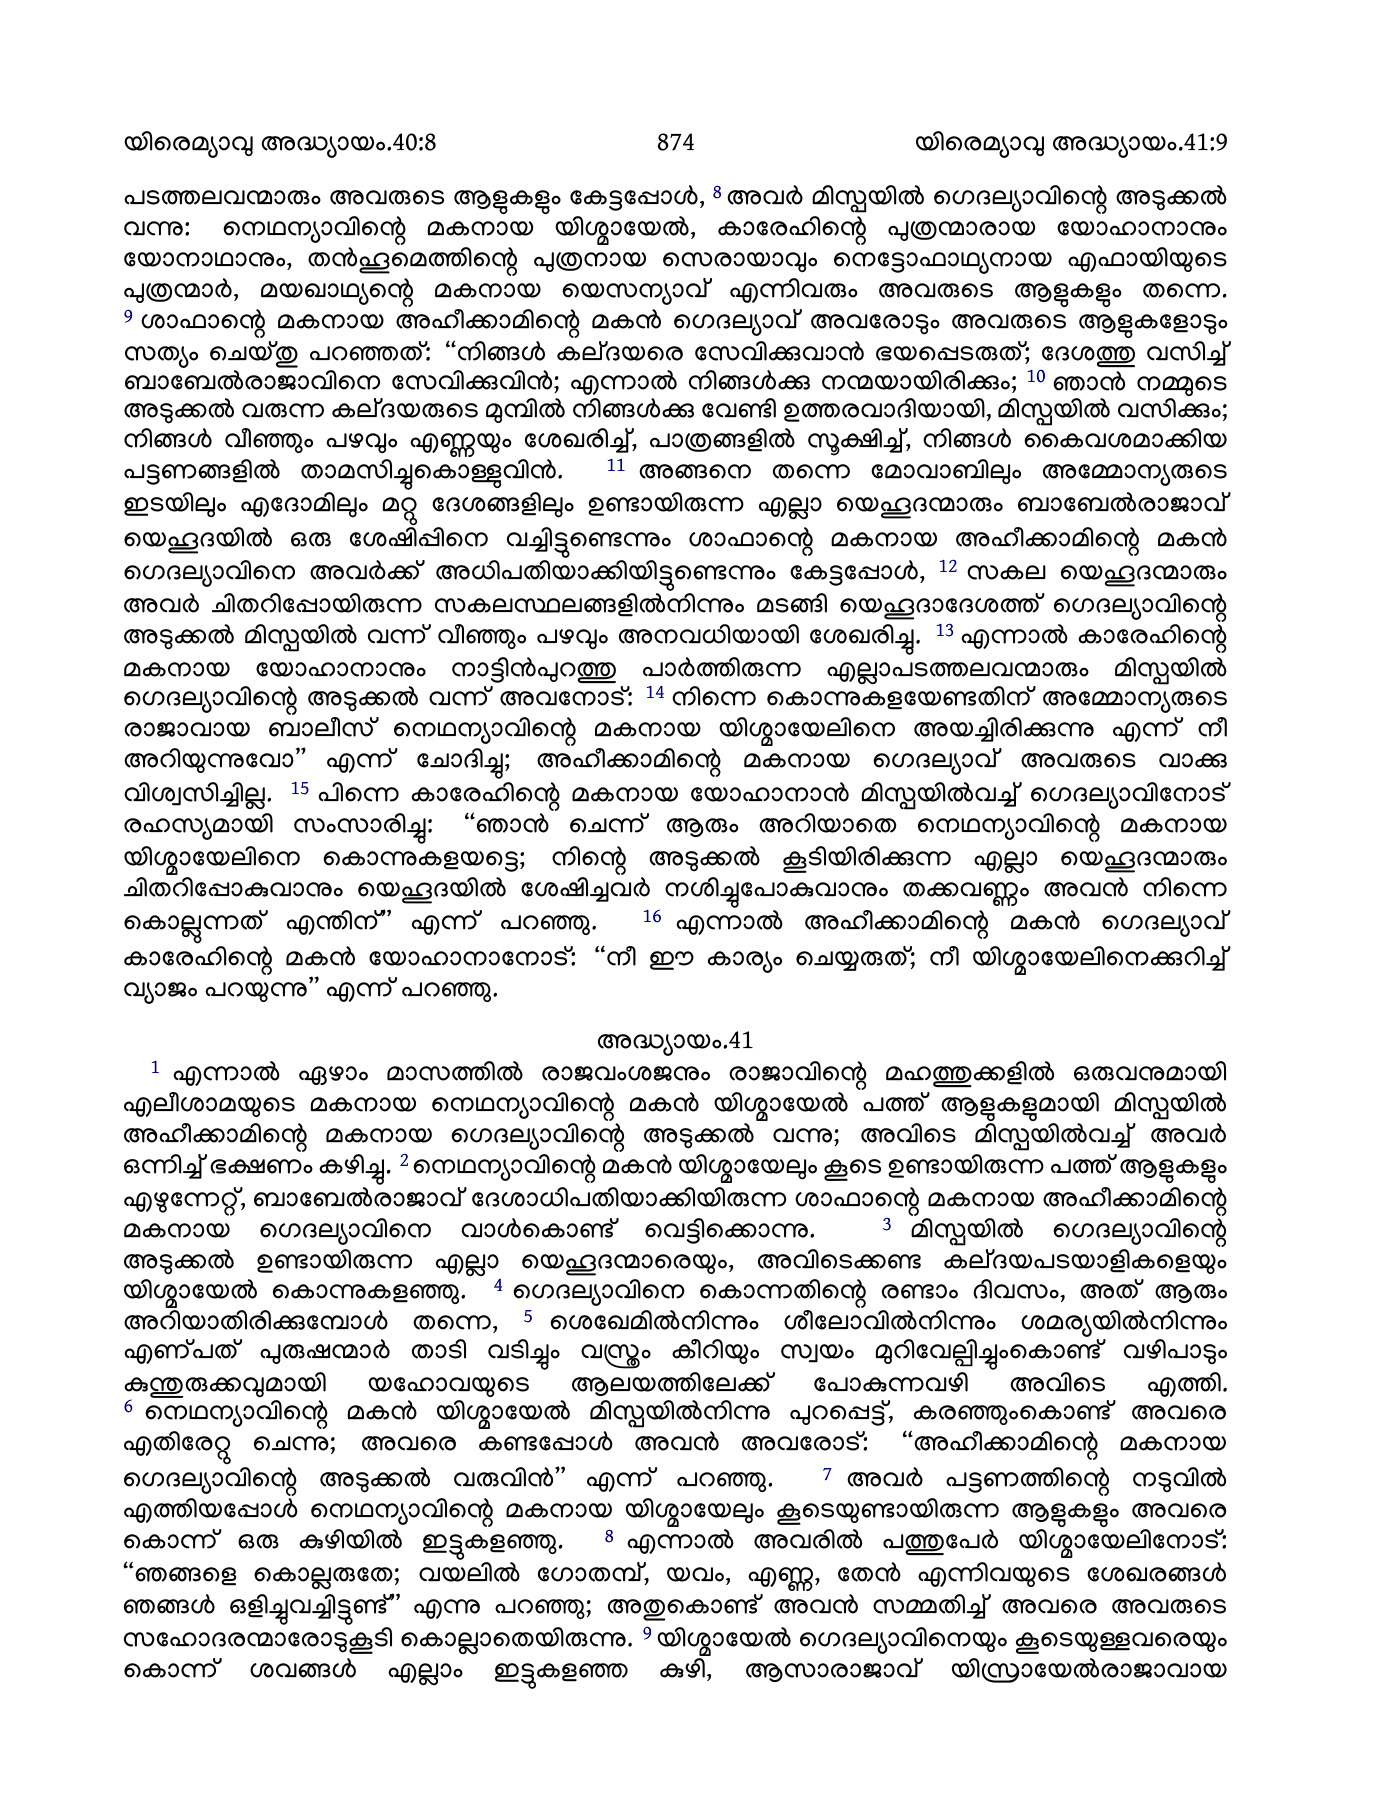 യിരെമ്യാവു അദ്ധ്യായം.40:8 874 യിരെമ്യാവു അദ്ധ്യായം.41:9
പടത്തലവന്മാരും അവരുടെ ആളുകളും കേട്ടപ്പോൾ, 8 അവർ മിസ്പയിൽ ഗെദല്യാവിന്റെ അടുക്കൽ
വന്നു: നെഥന്യാവിന്റെ മകനായ യിശ്മായേൽ, കാരേഹിന്റെ പുത്രന്മാരായ യോഹാനാനും
യോനാഥാനും, തൻഹൂമെത്തിന്റെ പുത്രനായ സെരായാവും നെട്ടോഫാഥ്യനായ എഫായിയുടെ
പുത്രന്മാർ, മയഖാഥ്യന്റെ മകനായ യെസന്യാവ് എന്നിവരും അവരുടെ ആളുകളും തന്നെ.
9 ശാഫാന്റെ മകനായ അഹീക്കാമിന്റെ മകൻ ഗെദല്യാവ് അവരോടും അവരുടെ ആളുകളോടും
സത്യം ചെയ്തു പറഞ്ഞത്: “നിങ്ങൾ കല്ദയരെ സേവിക്കുവാൻ ഭയപ്പെടരുത്; ദേശത്തു വസിച്ച്
ബാബേൽരാജാവിനെ സേവിക്കുവിൻ; എന്നാൽ നിങ്ങൾക്കു നന്മയായിരിക്കും; 10 ഞാൻ നമ്മുടെ
അടുക്കൽ വരുന്ന കല്ദയരുടെ മുമ്പിൽ നിങ്ങൾക്കു വേണ്ടി ഉത്തരവാദിയായി, മിസ്പയിൽ വസിക്കും;
നിങ്ങൾ വീഞ്ഞും പഴവും എണ്ണയും ശേഖരിച്ച്, പാത്രങ്ങളിൽ സൂക്ഷിച്ച്, നിങ്ങൾ കൈവശമാക്കിയ
പട്ടണങ്ങളിൽ താമസിച്ചുകൊള്ളുവിൻ. 11 അങ്ങനെ തന്നെ മോവാബിലും അമ്മോന്യരുടെ
ഇടയിലും എദോമിലും മറ്റു ദേശങ്ങളിലും ഉണ്ടായിരുന്ന എല്ലാ യെഹൂദന്മാരും ബാബേൽരാജാവ്
യെഹൂദയിൽ ഒരു ശേഷിപ്പിനെ വച്ചിട്ടുണ്ടെന്നും ശാഫാന്റെ മകനായ അഹീക്കാമിന്റെ മകൻ
ഗെദല്യാവിനെ അവർക്ക് അധിപതിയാക്കിയിട്ടുണ്ടെന്നും കേട്ടപ്പോൾ, 12 സകല യെഹൂദന്മാരും
അവർ ചിതറിപ്പോയിരുന്ന സകലസ്ഥലങ്ങളിൽനിന്നും മടങ്ങി യെഹൂദാദേശത്ത് ഗെദല്യാവിന്റെ
അടുക്കൽ മിസ്പയിൽ വന്ന് വീഞ്ഞും പഴവും അനവധിയായി ശേഖരിച്ചു. 13 എന്നാൽ കാരേഹിന്റെ
മകനായ യോഹാനാനും നാട്ടിൻപുറത്തു പാർത്തിരുന്ന എല്ലാപടത്തലവന്മാരും മിസ്പയിൽ
ഗെദല്യാവിന്റെ അടുക്കൽ വന്ന് അവനോട്: 14 നിന്നെ കൊന്നുകളയേണ്ടതിന് അമ്മോന്യരുടെ
രാജാവായ ബാലീസ് നെഥന്യാവിന്റെ മകനായ യിശ്മായേലിനെ അയച്ചിരിക്കുന്നു എന്ന് നീ
അറിയുന്നുവോ” എന്ന് ചോദിച്ചു; അഹീക്കാമിന്റെ മകനായ ഗെദല്യാവ് അവരുടെ വാക്കു
വിശ്വസിച്ചില്ല. 15 പിന്നെ കാരേഹിന്റെ മകനായ യോഹാനാൻ മിസ്പയിൽവച്ച് ഗെദല്യാവിനോട്
രഹസ്യമായി സംസാരിച്ചു: “ഞാൻ ചെന്ന് ആരും അറിയാതെ നെഥന്യാവിന്റെ മകനായ
യിശ്മായേലിനെ കൊന്നുകളയട്ടെ; നിന്റെ അടുക്കൽ കൂടിയിരിക്കുന്ന എല്ലാ യെഹൂദന്മാരും
ചിതറിപ്പോകുവാനും യെഹൂദയിൽ ശേഷിച്ചവർ നശിച്ചുപോകുവാനും തക്കവണ്ണം അവൻ നിന്നെ
കൊല്ലുന്നത് എന്തിന്” എന്ന് പറഞ്ഞു. 16 എന്നാൽ അഹീക്കാമിന്റെ മകൻ ഗെദല്യാവ്
കാരേഹിന്റെ മകൻ യോഹാനാനോട്: “നീ ഈ കാര്യം ചെയ്യരുത്; നീ യിശ്മായേലിനെക്കുറിച്ച്
വ്യാജം പറയുന്നു” എന്ന് പറഞ്ഞു.
അദ്ധ്യായം.41
1 എന്നാൽ ഏഴാം മാസത്തിൽ രാജവംശജനും രാജാവിന്റെ മഹത്തുക്കളിൽ ഒരുവനുമായി
എലീശാമയുടെ മകനായ നെഥന്യാവിന്റെ മകൻ യിശ്മായേൽ പത്ത് ആളുകളുമായി മിസ്പയിൽ
അഹീക്കാമിന്റെ മകനായ ഗെദല്യാവിന്റെ അടുക്കൽ വന്നു; അവിടെ മിസ്പയിൽവച്ച് അവർ
ഒന്നിച്ച് ഭക്ഷണം കഴിച്ചു. 2 നെഥന്യാവിന്റെ മകൻ യിശ്മായേലും കൂടെ ഉണ്ടായിരുന്ന പത്ത് ആളുകളും
എഴുന്നേറ്റ്, ബാബേൽരാജാവ് ദേശാധിപതിയാക്കിയിരുന്ന ശാഫാന്റെ മകനായ അഹീക്കാമിന്റെ
മകനായ ഗെദല്യാവിനെ വാൾകൊണ്ട് വെട്ടിക്കൊന്നു. 3 മിസ്പയിൽ ഗെദല്യാവിന്റെ
അടുക്കൽ ഉണ്ടായിരുന്ന എല്ലാ യെഹൂദന്മാരെയും, അവിടെക്കണ്ട കല്ദയപടയാളികളെയും
യിശ്മായേൽ കൊന്നുകളഞ്ഞു. 4 ഗെദല്യാവിനെ കൊന്നതിന്റെ രണ്ടാം ദിവസം, അത് ആരും
അറിയാതിരിക്കുമ്പോൾ തന്നെ, 5 ശെഖേമിൽനിന്നും ശീലോവിൽനിന്നും ശമര്യയിൽനിന്നും
എണ്പത് പുരുഷന്മാർ താടി വടിച്ചും വസ്ത്രം കീറിയും സ്വയം മുറിവേല്പിച്ചുംകൊണ്ട് വഴിപാടും
കുന്തുരുക്കവുമായി യഹോവയുടെ ആലയത്തിലേക്ക് പോകുന്നവഴി അവിടെ എത്തി.
6 നെഥന്യാവിന്റെ മകൻ യിശ്മായേൽ മിസ്പയിൽനിന്നു പുറപ്പെട്ട്, കരഞ്ഞുംകൊണ്ട് അവരെ
എതിരേറ്റു ചെന്നു; അവരെ കണ്ടപ്പോൾ അവൻ അവരോട്: “അഹീക്കാമിന്റെ മകനായ
ഗെദല്യാവിന്റെ അടുക്കൽ വരുവിൻ” എന്ന് പറഞ്ഞു. 7 അവർ പട്ടണത്തിന്റെ നടുവിൽ
എത്തിയപ്പോൾ നെഥന്യാവിന്റെ മകനായ യിശ്മായേലും കൂടെയുണ്ടായിരുന്ന ആളുകളും അവരെ
കൊന്ന് ഒരു കുഴിയിൽ ഇട്ടുകളഞ്ഞു. 8 എന്നാൽ അവരിൽ പത്തുപേർ യിശ്മായേലിനോട്:
“ഞങ്ങളെ കൊല്ലരുതേ; വയലിൽ ഗോതമ്പ്, യവം, എണ്ണ, തേൻ എന്നിവയുടെ ശേഖരങ്ങൾ
ഞങ്ങൾ ഒളിച്ചുവച്ചിട്ടുണ്ട്” എന്നു പറഞ്ഞു; അതുകൊണ്ട് അവൻ സമ്മതിച്ച് അവരെ അവരുടെ
സഹോദരന്മാരോടുകൂടി കൊല്ലാതെയിരുന്നു. 9 യിശ്മായേൽ ഗെദല്യാവിനെയും കൂടെയുള്ളവരെയും
കൊന്ന് ശവങ്ങൾ എല്ലാം ഇട്ടുകളഞ്ഞ കുഴി, ആസാരാജാവ് യിസ്രായേൽരാജാവായ